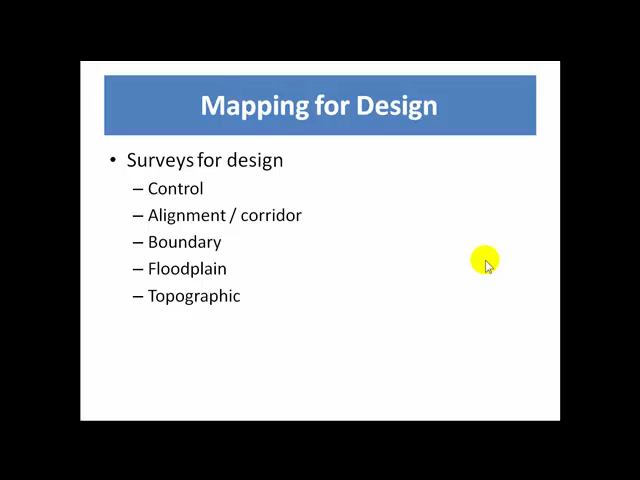 Mapping for Design
• Surveys for design
– Control
– Alignment / corridor
– Boundary
– Floodplain
– Topographic